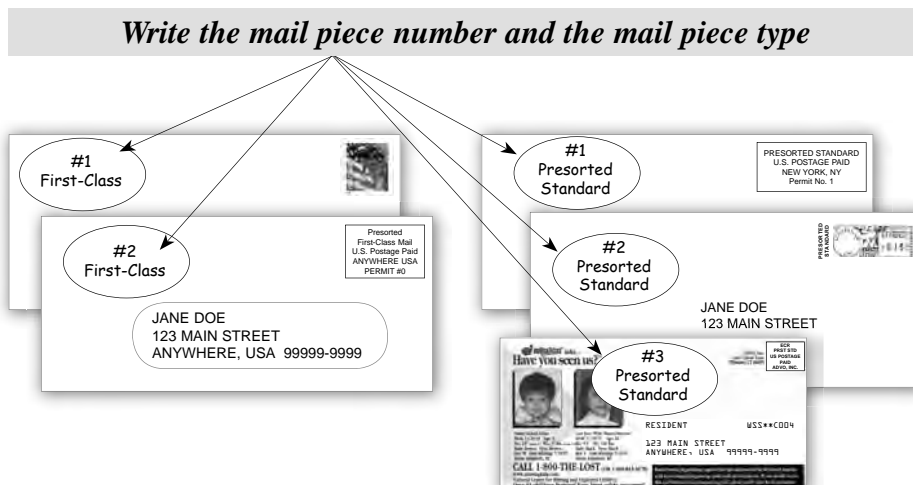 Write the mail piece number and the mail piece type
#1
First-Class
#2
First-Class
Presorted
First-Class Mail
U.S. Postage Paid
ANYWHERE USA
PERMIT #0
JANE DOE
123 MAIN STREET
ANYWHERE, USA 99999-9999
#1
Presorted
Standard
PRESORTED STANDARD
U.S. POSTAGE PAID
NEW YORK, NY
Permit No. 1
#2
Presorted
Standard
PRESORTED
STANDARD
JANE DOE
123 MAIN STREET
#3
Presorted
Standard
ECR
PRST STD
US POSTAGE
PAID
ADVO, INC.
Have you seen us?
RESIDENT WSS**C004
123 MAIN STREET
ANYWHERE, USA 99999-9999
CALL 1-800-THE-LOST